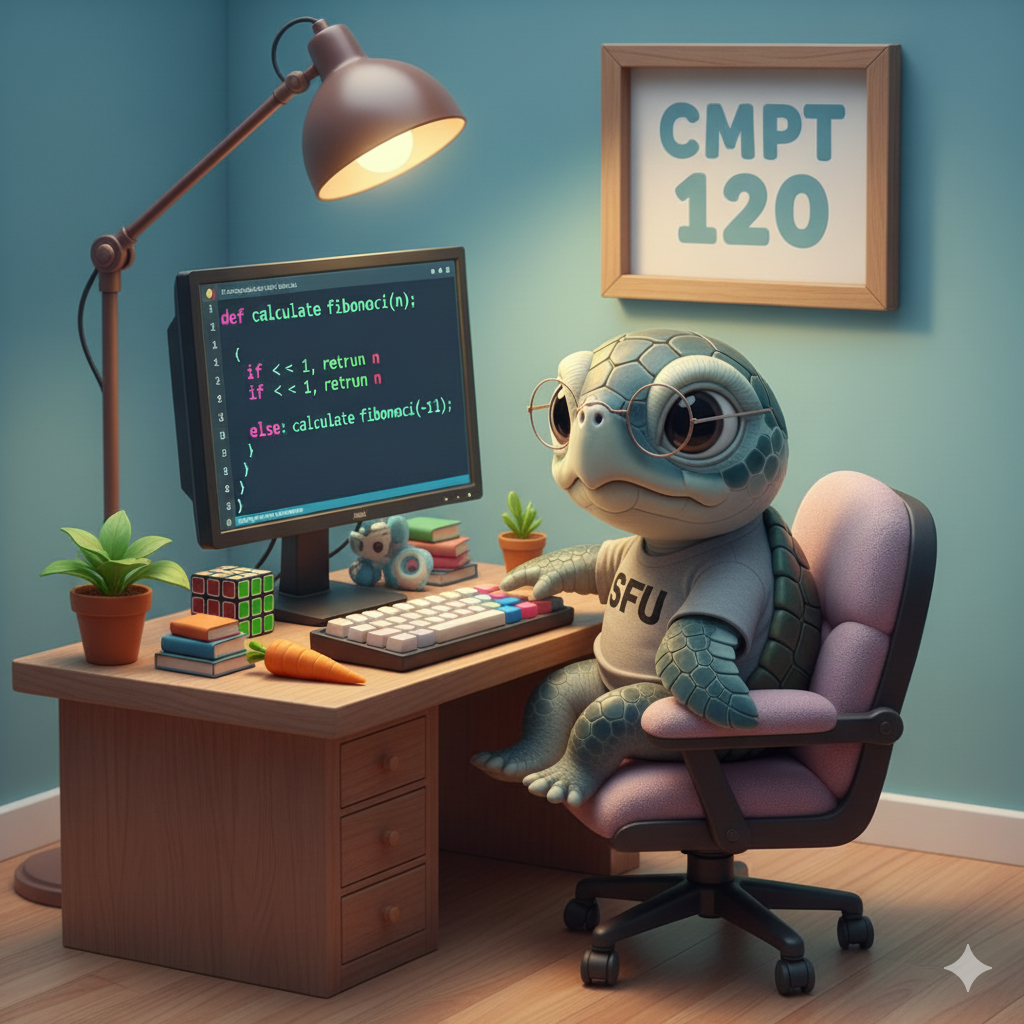 CMPT
120
def calculate fibonoci(n);
{
if << 1, retrun n
if << 1, retrun n
else: calculate fibonoci(-11);
}
}
}
}
SFU